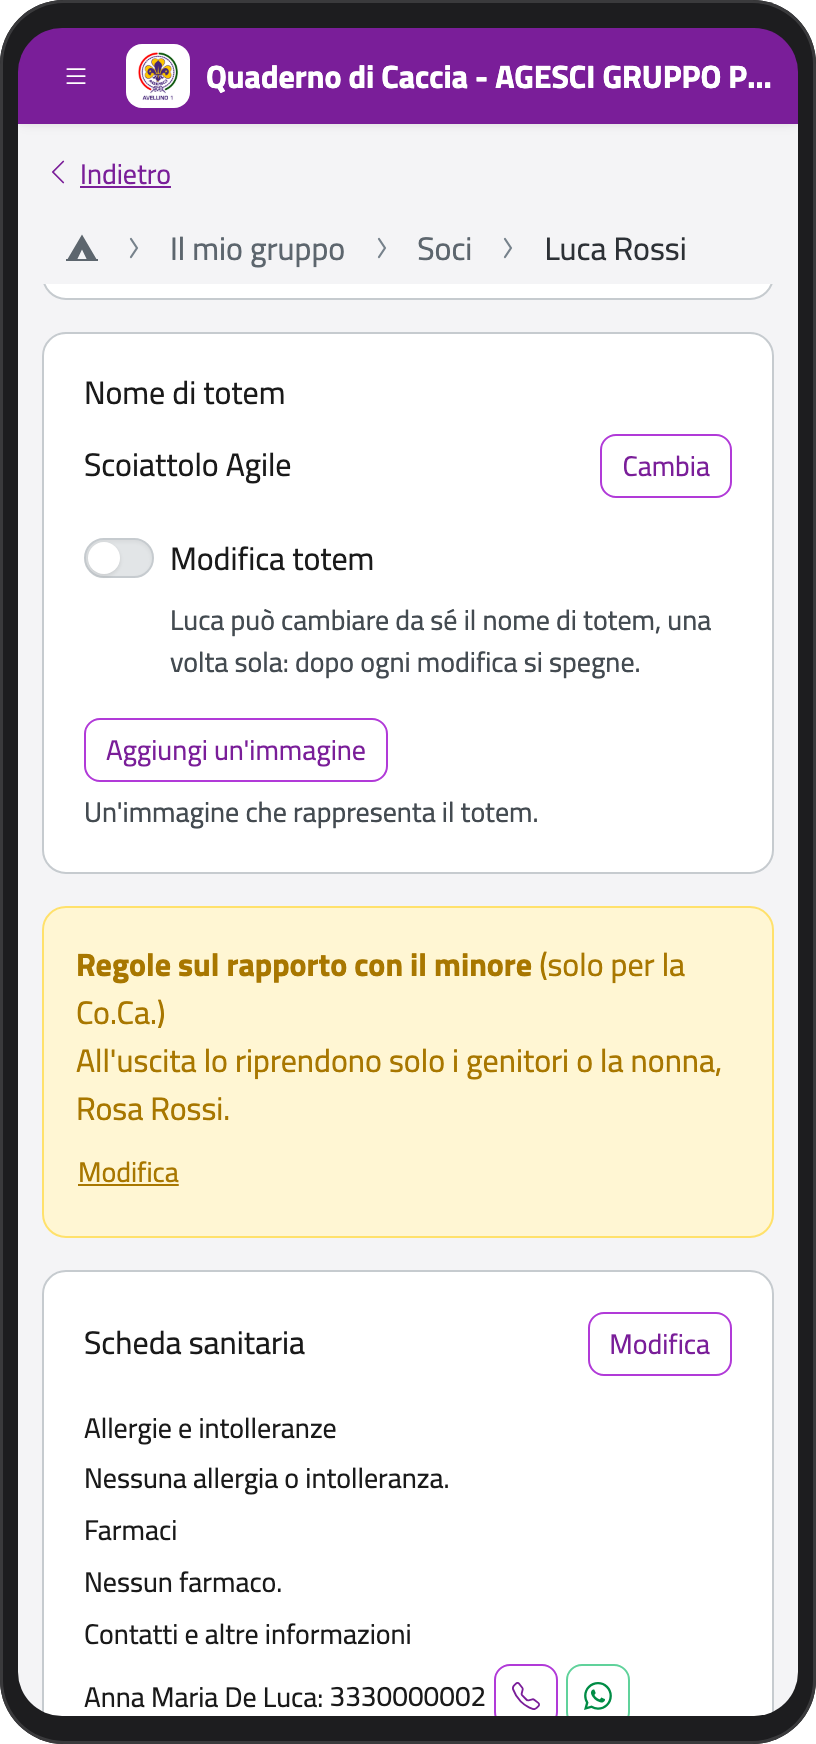 AVELLINO 1
Quaderno di Caccia - AGESCI GRUPPO P...
Indietro
Il mio gruppo > Soci > Luca Rossi
Nome di totem
Scoiattolo Agile
Cambia
Modifica totem
Luca può cambiare da sé il nome di totem, una
volta sola: dopo ogni modifica si spegne.
Aggiungi un'immagine
Un'immagine che rappresenta il totem.
Regole sul rapporto con il minore (solo per la
Co.Ca.)
All'uscita lo riprendono solo i genitori o la nonna,
Rosa Rossi.
Modifica
Scheda sanitaria
Modifica
Allergie e intolleranze
Nessuna allergia o intolleranza.
Farmaci
Nessun farmaco.
Contatti e altre informazioni
Anna Maria De Luca: 3330000002